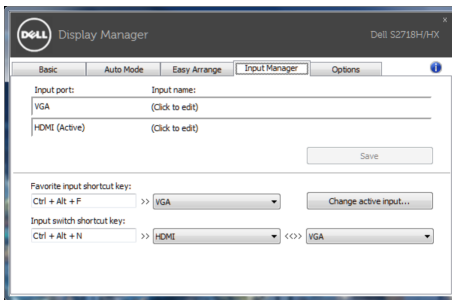 DELL Display Manager
Dell S2718H/HX
Basic Auto Mode Easy Arrange Input Manager Options
Input port: Input name:
VGA (Click to edit)
HDMI (Active) (Click to edit)
Save
Favorite input shortcut key:
Ctrl + Alt + F >> VGA Change active input...
Input switch shortcut key:
Ctrl + Alt + N >> HDMI <<>> VGA